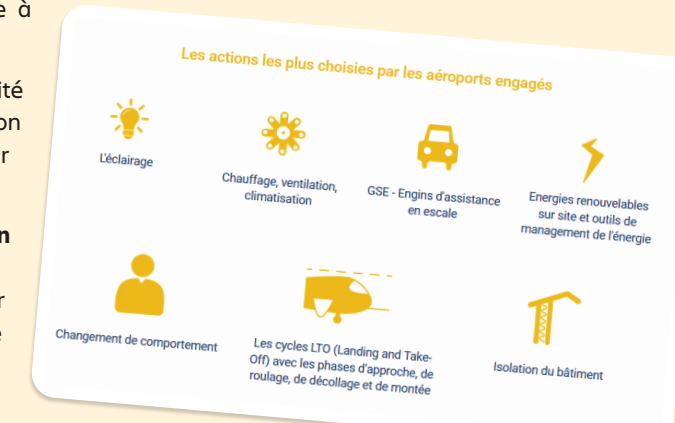 e à
ité
on
r
n
r
e
Les actions les plus choisies par les aéroports engagés
L'éclairage
Chauffage, ventilation,
climatisation
GSE - Engins d'assistance
en escale
Energies renouvelables
sur site et outils de
management de l'énergie
Changement de comportement
Les cycles LTO (Landing and Take-
Off) avec les phases d'approche, de
roulage, de décollage et de montée
Isolation du bâtiment